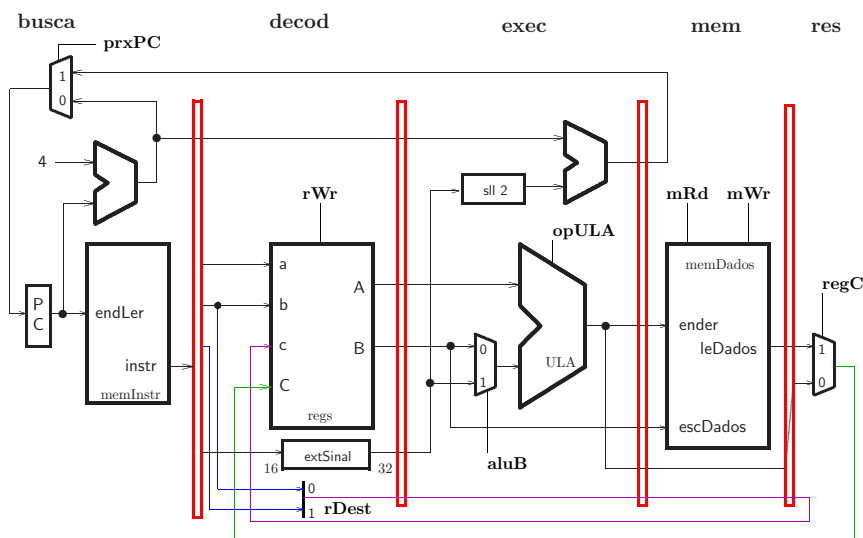 busca decod exec mem res
prxPC
1
0
4
sll 2
rWr mRd mWr
opULA
a memDados
A regC
b
P
C endLer ender
c B 0 leDados 1
instr ULA
C 1 0
memInstr regs
escDados
extSinal
16 32 aluB
0
1 rDest